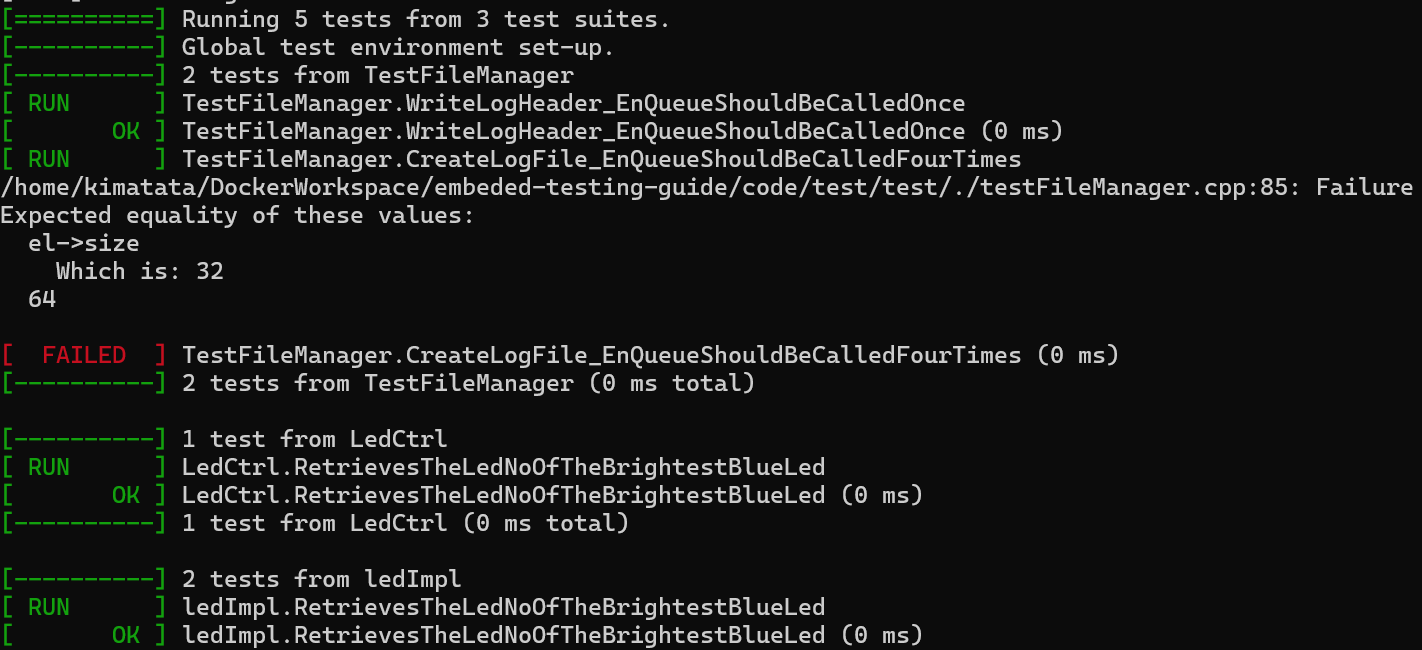 [==========] Running 5 tests from 3 test suites.
[----------] Global test environment set-up.
[----------] 2 tests from TestFileManager
[ RUN      ] TestFileManager.WriteLogHeader_EnQueueShouldBeCalledOnce
[       OK ] TestFileManager.WriteLogHeader_EnQueueShouldBeCalledOnce (0 ms)
[ RUN      ] TestFileManager.CreateLogFile_EnQueueShouldBeCalledFourTimes
/home/kimatata/DockerWorkspace/embeded-testing-guide/code/test/test/./testFileManager.cpp:85: Failure
Expected equality of these values:
  el->size
    Which is: 32
  64
[  FAILED  ] TestFileManager.CreateLogFile_EnQueueShouldBeCalledFourTimes (0 ms)
[----------] 2 tests from TestFileManager (0 ms total)
[----------] 1 test from LedCtrl
[ RUN      ] LedCtrl.RetrievesTheLedNoOfTheBrightestBlueLed
[       OK ] LedCtrl.RetrievesTheLedNoOfTheBrightestBlueLed (0 ms)
[----------] 1 test from LedCtrl (0 ms total)
[----------] 2 tests from ledImpl
[ RUN      ] ledImpl.RetrievesTheLedNoOfTheBrightestBlueLed
[       OK ] ledImpl.RetrievesTheLedNoOfTheBrightestBlueLed (0 ms)